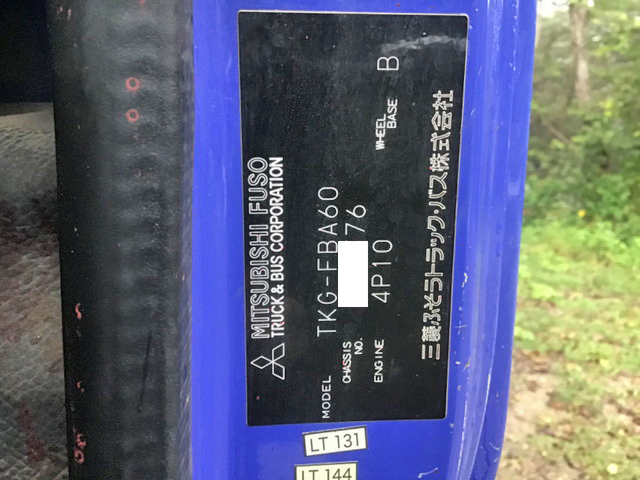 MITSUBISHI FUSO
TRUCK & BUS CORPORATION
MODEL TKG-FBA60
CHASSIS NO. 76
ENGINE 4P10 WHEEL BASE B
三菱ふそうトラック・バス株式会社
LT 131
LT 144